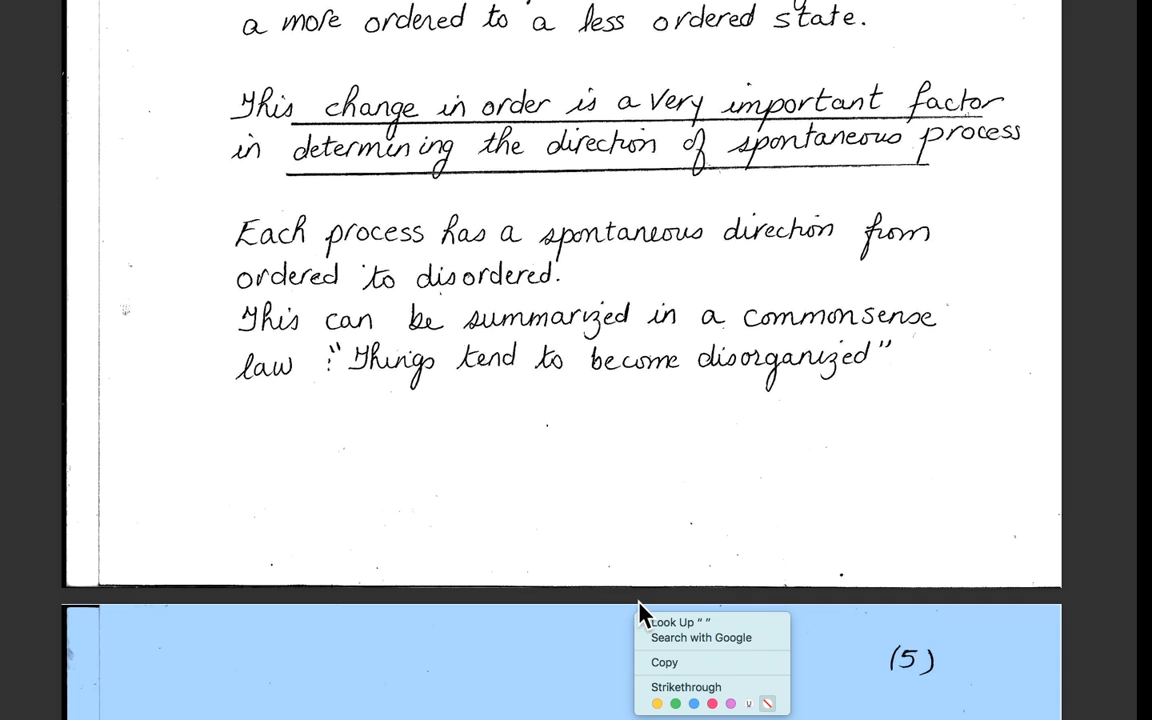 a more ordered to a less ordered state.
This change in order is a very important factor
in determining the direction of spontaneous process
Each process has a spontaneous direction from
ordered to disordered.
This can be summarized in a commonsense
law : "Things tend to become disorganized"
Look Up “ ”
Search with Google
Copy
Strikethrough
U
(5)